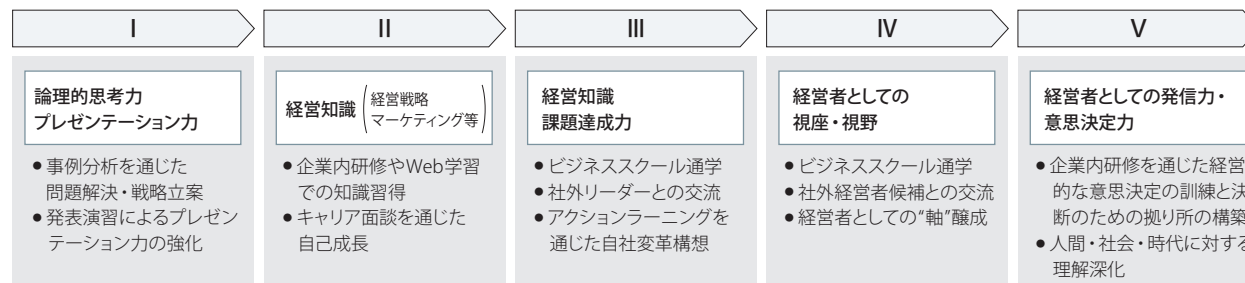 I
II
III
IV
V
論理的思考力
プレゼンテーション力
● 事例分析を通じた
問題解決・戦略立案
● 発表演習によるプレゼン
テーション力の強化
経営知識(経営戦略
マーケティング等)
● 企業内研修やWeb学習
での知識習得
● キャリア面談を通じた
自己成長
経営知識
課題達成力
● ビジネススクール通学
● 社外リーダーとの交流
● アクションラーニングを
通じた自社変革構想
経営者としての
視座・視野
● ビジネススクール通学
● 社外経営者候補との交流
● 経営者としての“軸”醸成
経営者としての発信力・
意思決定力
● 企業内研修を通じた経営
的な意思決定の訓練と決
断のための拠り所の構築
● 人間・社会・時代に対する
理解深化